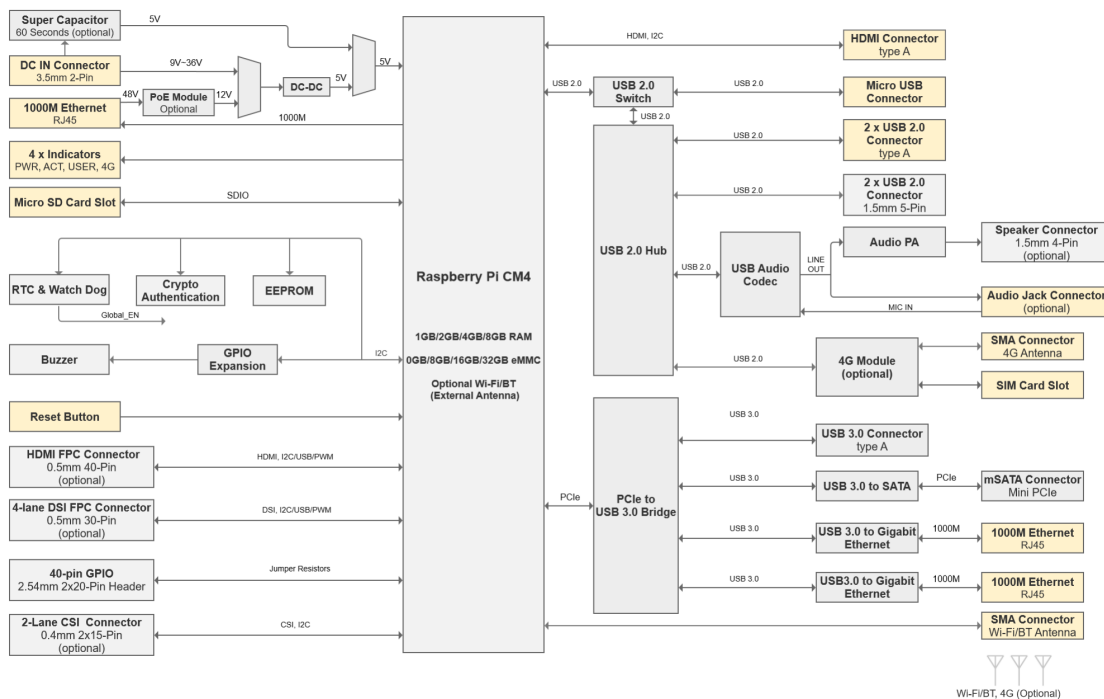 Super Capacitor
60 Seconds (optional)
5V
DC IN Connector
3.5mm 2-Pin
9V~36V
5V
5V
DC-DC
1000M Ethernet
RJ45
48V
PoE Module
Optional
12V
1000M
4 x Indicators
PWR, ACT, USER, 4G
Micro SD Card Slot
SDIO
RTC & Watch Dog
Crypto
Authentication
EEPROM
Global_EN
Buzzer
GPIO
Expansion
I2C
Reset Button
HDMI FPC Connector
0.5mm 40-Pin
(optional)
HDMI, I2C/USB/PWM
4-lane DSI FPC Connector
0.5mm 30-Pin
(optional)
DSI, I2C/USB/PWM
40-pin GPIO
2.54mm 2x20-Pin Header
Jumper Resistors
2-Lane CSI Connector
0.4mm 2x15-Pin
(optional)
CSI, I2C
Raspberry Pi CM4
1GB/2GB/4GB/8GB RAM
0GB/8GB/16GB/32GB eMMC
Optional Wi-Fi/BT
(External Antenna)
HDMI, I2C
HDMI Connector
type A
USB 2.0
USB 2.0
Switch
USB 2.0
Micro USB
Connector
USB 2.0
USB 2.0 Hub
USB 2.0
2 x USB 2.0
Connector
type A
USB 2.0
2 x USB 2.0
Connector
1.5mm 5-Pin
USB 2.0
USB Audio
Codec
LINE
OUT
Audio PA
Speaker Connector
1.5mm 4-Pin
(optional)
MIC IN
Audio Jack Connector
(optional)
USB 2.0
4G Module
(optional)
SMA Connector
4G Antenna
SIM Card Slot
PCIe
PCIe to
USB 3.0 Bridge
USB 3.0
USB 3.0 Connector
type A
USB 3.0
USB 3.0 to SATA
PCIe
mSATA Connector
Mini PCIe
USB 3.0
USB 3.0 to Gigabit
Ethernet
1000M
1000M Ethernet
RJ45
USB 3.0
USB3.0 to Gigabit
Ethernet
1000M
1000M Ethernet
RJ45
SMA Connector
Wi-Fi/BT Antenna
Wi-Fi/BT, 4G (Optional)